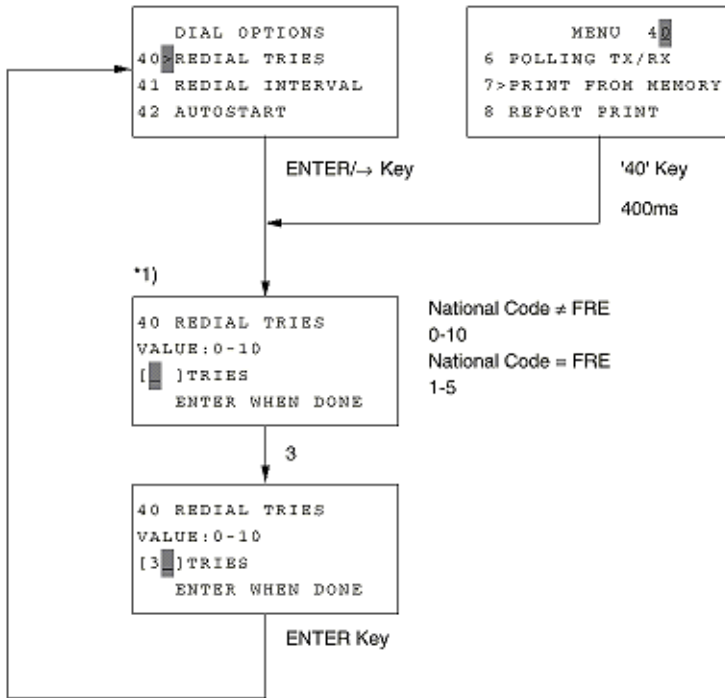 DIAL OPTIONS
40>REDIAL TRIES
41 REDIAL INTERVAL
42 AUTOSTART
MENU 40
6 POLLING TX/RX
7>PRINT FROM MEMORY
8 REPORT PRINT
ENTER/→ Key
'40' Key
400ms
*1)
40 REDIAL TRIES
VALUE:0-10
[_ ]TRIES
ENTER WHEN DONE
National Code ≠ FRE
0-10
National Code = FRE
1-5
3
40 REDIAL TRIES
VALUE:0-10
[3_]TRIES
ENTER WHEN DONE
ENTER Key